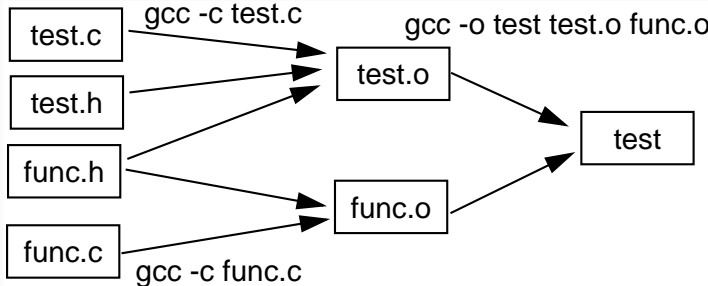 gcc -c test.c
gcc -o test test.o func.o
test.c
test.o
test.h
test
func.h
func.o
func.c
gcc -c func.c